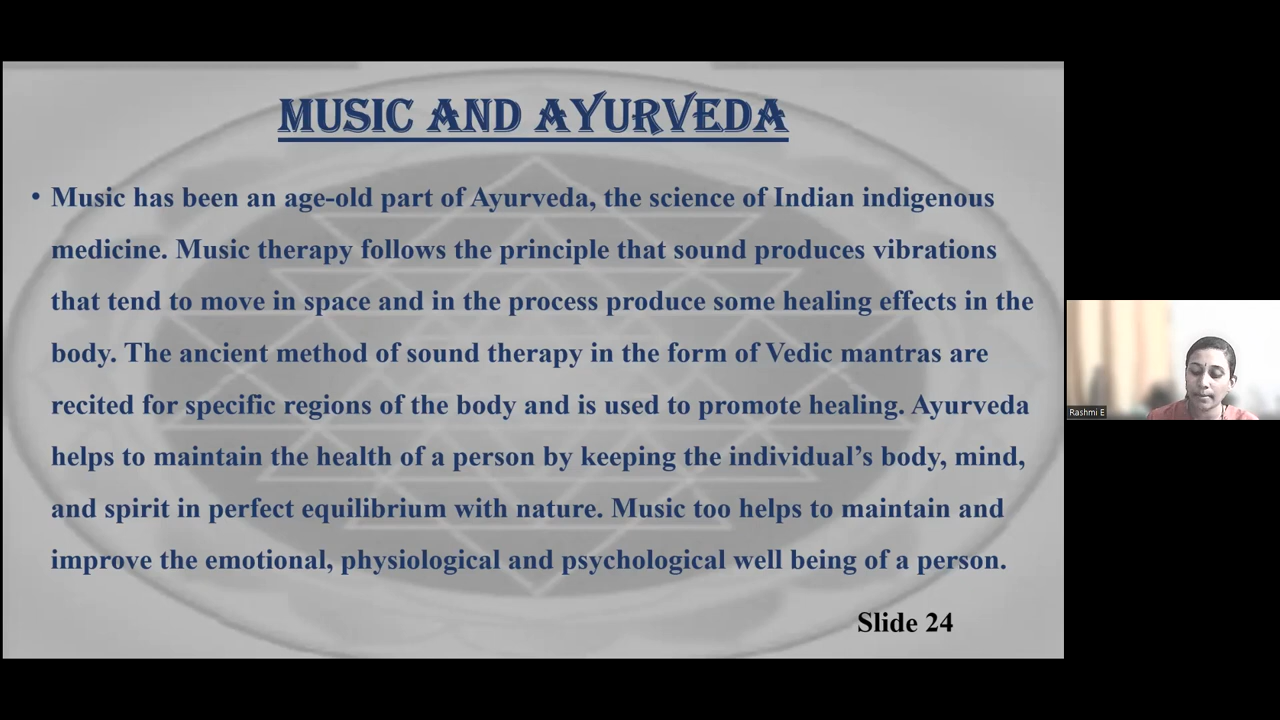 MUSIC AND AYURVEDA
• Music has been an age-old part of Ayurveda, the science of Indian indigenous
medicine. Music therapy follows the principle that sound produces vibrations
that tend to move in space and in the process produce some healing effects in the
body. The ancient method of sound therapy in the form of Vedic mantras are
recited for specific regions of the body and is used to promote healing. Ayurveda
helps to maintain the health of a person by keeping the individual’s body, mind,
and spirit in perfect equilibrium with nature. Music too helps to maintain and
improve the emotional, physiological and psychological well being of a person.
Slide 24
Rashmi E